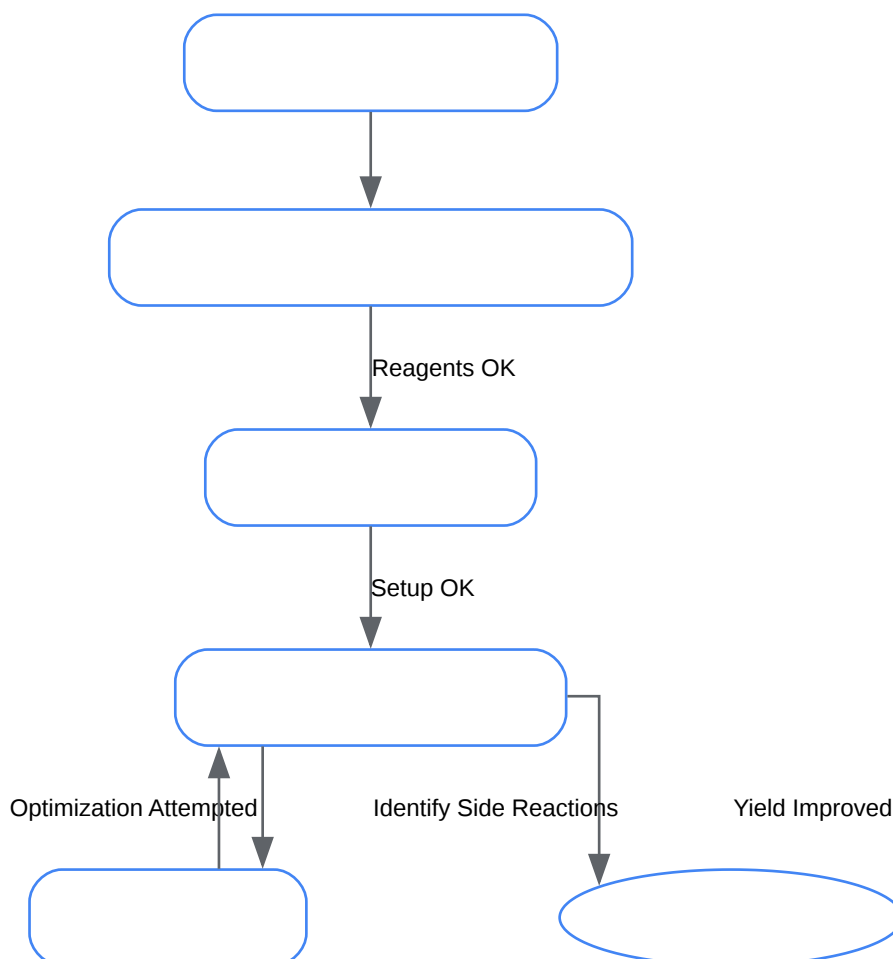 Reagents OK
Setup OK
Optimization Attempted
Identify Side Reactions
Yield Improved